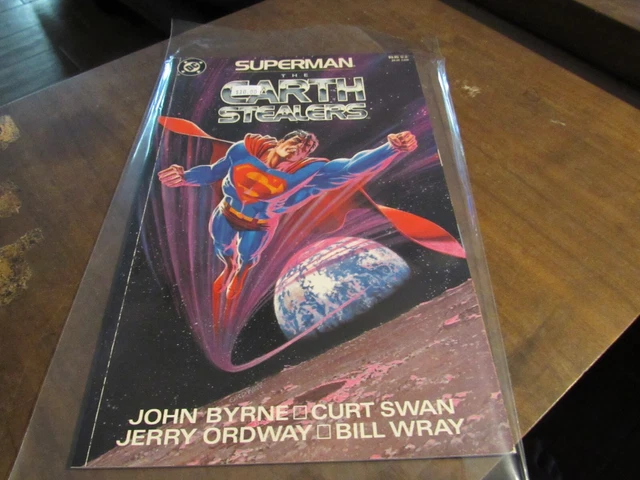 SUPERMAN
THE
EARTH
STEALERS
JOHN BYRNE □ CURT SWAN
JERRY ORDWAY □ BILL WRAY